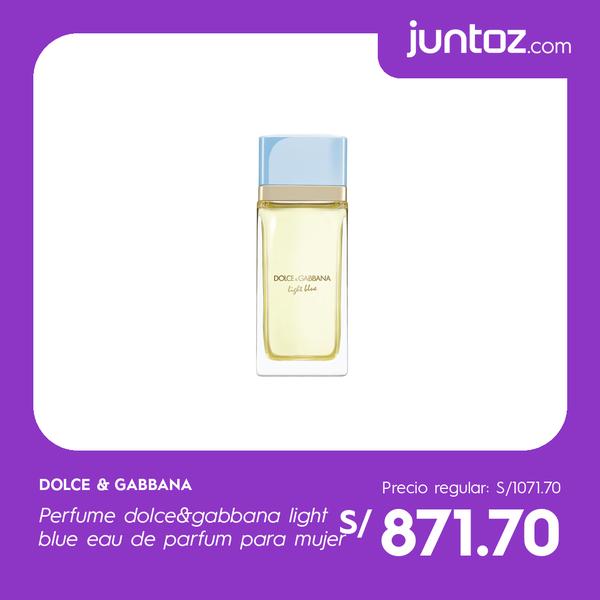 juntoz.com
DOLCE & GABBANA
light blue
DOLCE & GABBANA
Perfume dolce&gabbana light
blue eau de parfum para mujer
Precio regular: S/1071.70
S/ 871.70